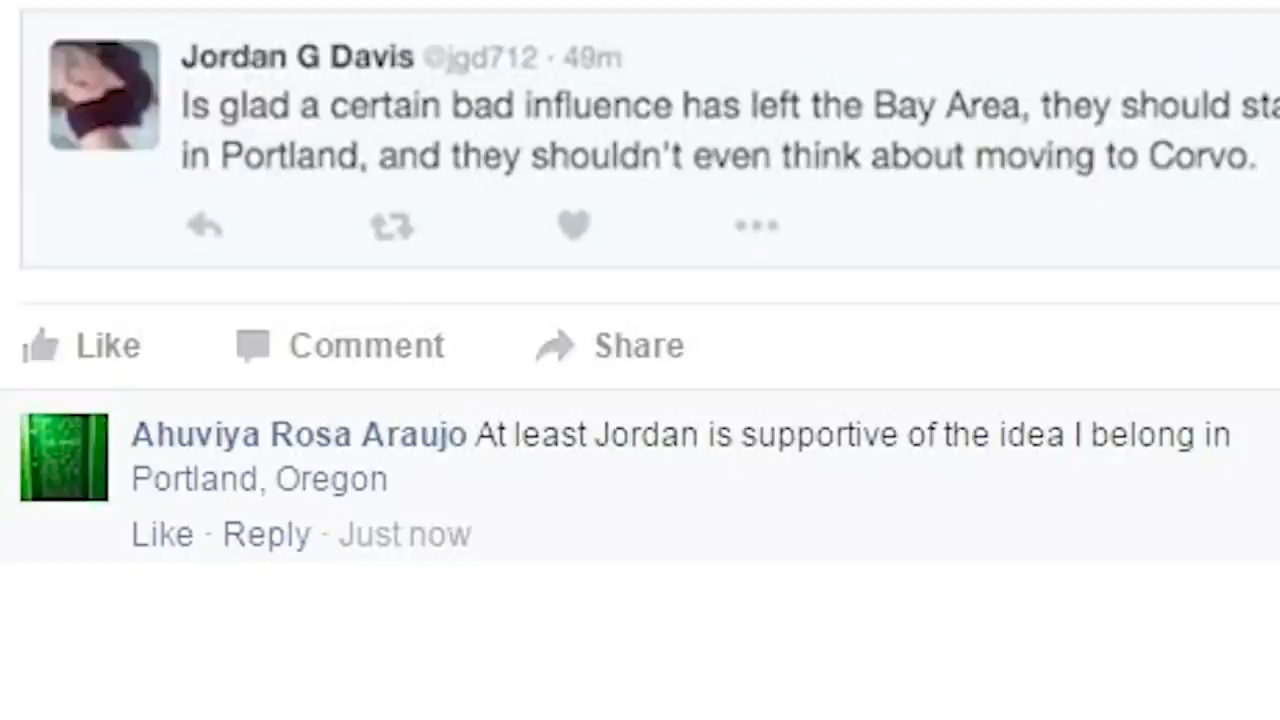 Jordan G Davis @jgd712 · 49m
Is glad a certain bad influence has left the Bay Area, they should sta
in Portland, and they shouldn't even think about moving to Corvo.
Like Comment Share
Ahuviya Rosa Araujo At least Jordan is supportive of the idea I belong in
Portland, Oregon
Like · Reply · Just now